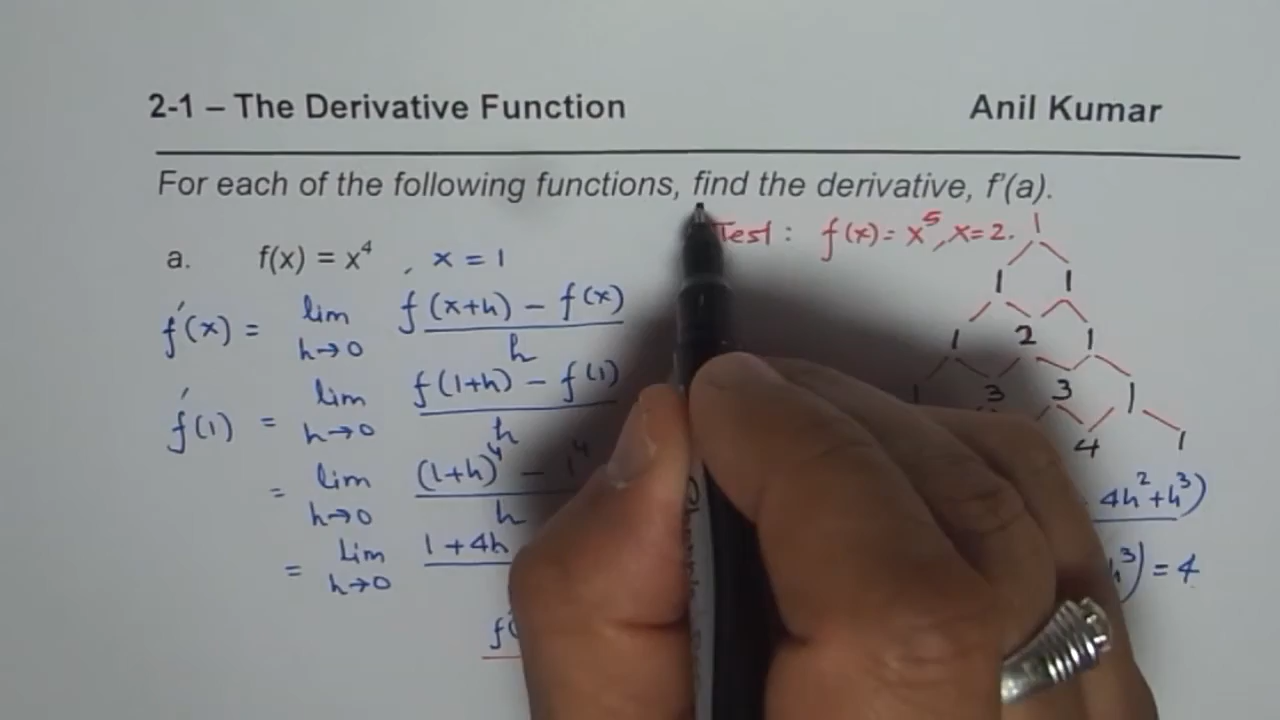 2-1 – The Derivative Function Anil Kumar
For each of the following functions, find the derivative, f'(a).
Test : f(x) = x⁵, x = 2.
a. f(x) = x⁴ , x = 1
f'(x) = lim h→0 f(x+h) – f(x) / h
f'(1) = lim h→0 f(1+h) – f(1) / h
= lim h→0 (1+h)⁴ – 1⁴ / h
= lim h→0 1 + 4h
1
1 1
1 2 1
1 3 3 1
4 1
4h² + h³)
h³) = 4